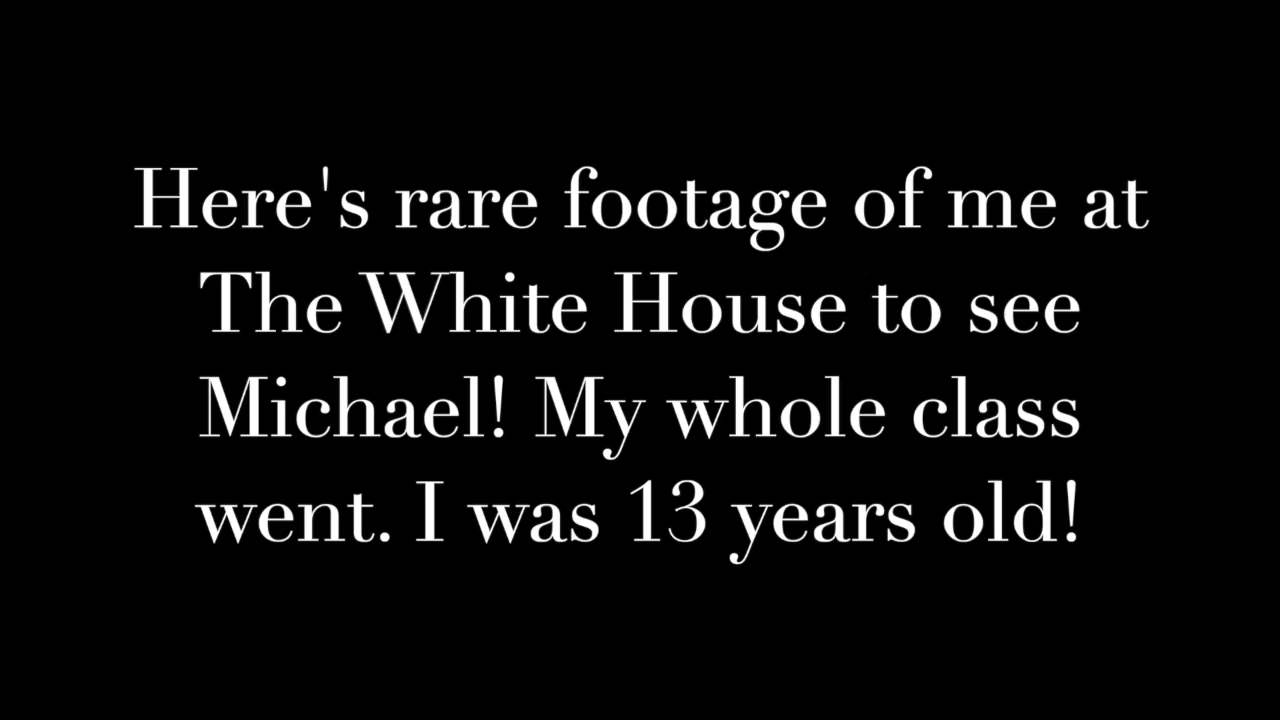 Here's rare footage of me at
The White House to see
Michael! My whole class
went. I was 13 years old!